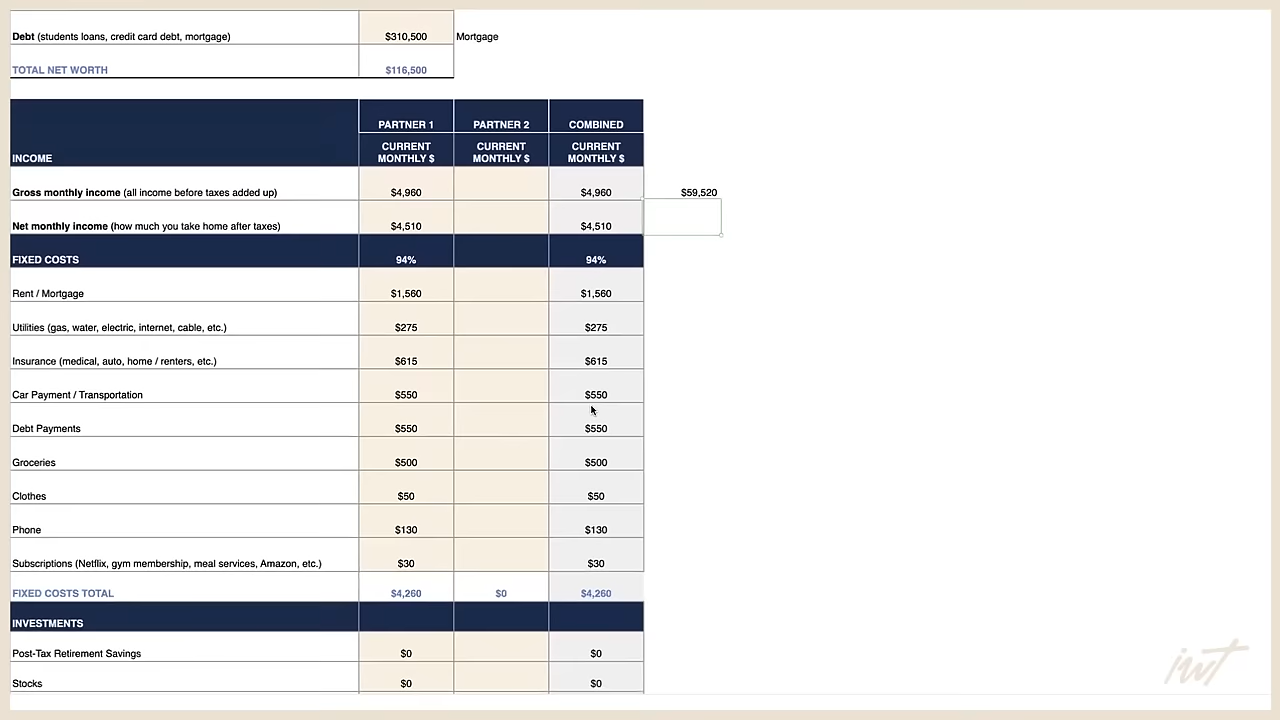 Debt (students loans, credit card debt, mortgage) $310,500 Mortgage
TOTAL NET WORTH $116,500
PARTNER 1 PARTNER 2 COMBINED
INCOME CURRENT MONTHLY $ CURRENT MONTHLY $ CURRENT MONTHLY $
Gross monthly income (all income before taxes added up) $4,960 $4,960 $59,520
Net monthly income (how much you take home after taxes) $4,510 $4,510
FIXED COSTS 94% 94%
Rent / Mortgage $1,560 $1,560
Utilities (gas, water, electric, internet, cable, etc.) $275 $275
Insurance (medical, auto, home / renters, etc.) $615 $615
Car Payment / Transportation $550 $550
Debt Payments $550 $550
Groceries $500 $500
Clothes $50 $50
Phone $130 $130
Subscriptions (Netflix, gym membership, meal services, Amazon, etc.) $30 $30
FIXED COSTS TOTAL $4,260 $0 $4,260
INVESTMENTS
Post-Tax Retirement Savings $0 $0
Stocks $0 $0
iwt